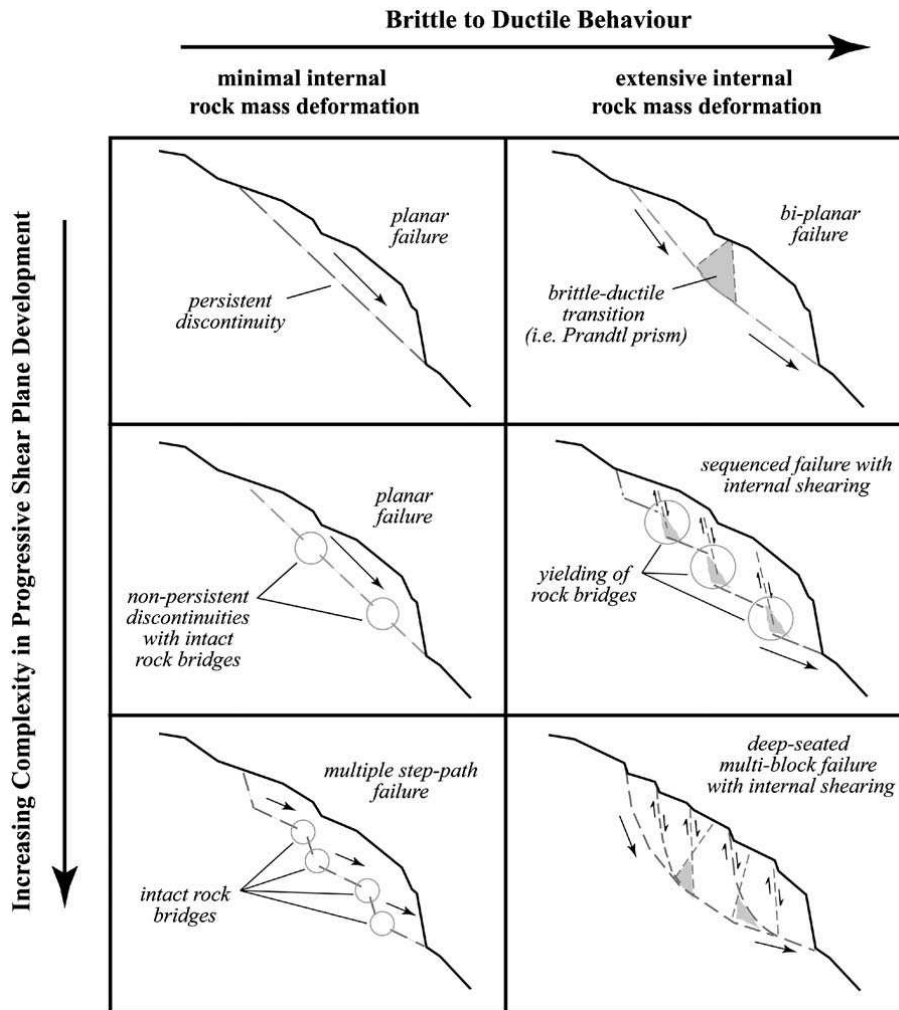 Brittle to Ductile Behaviour
minimal internal
rock mass deformation
extensive internal
rock mass deformation
Increasing Complexity in Progressive Shear Plane Development
planar
failure
persistent
discontinuity
bi-planar
failure
brittle-ductile
transition
(i.e. Prandtl prism)
planar
failure
non-persistent
discontinuities
with intact
rock bridges
sequenced failure with
internal shearing
yielding of
rock bridges
multiple step-path
failure
intact rock
bridges
deep-seated
multi-block failure
with internal shearing